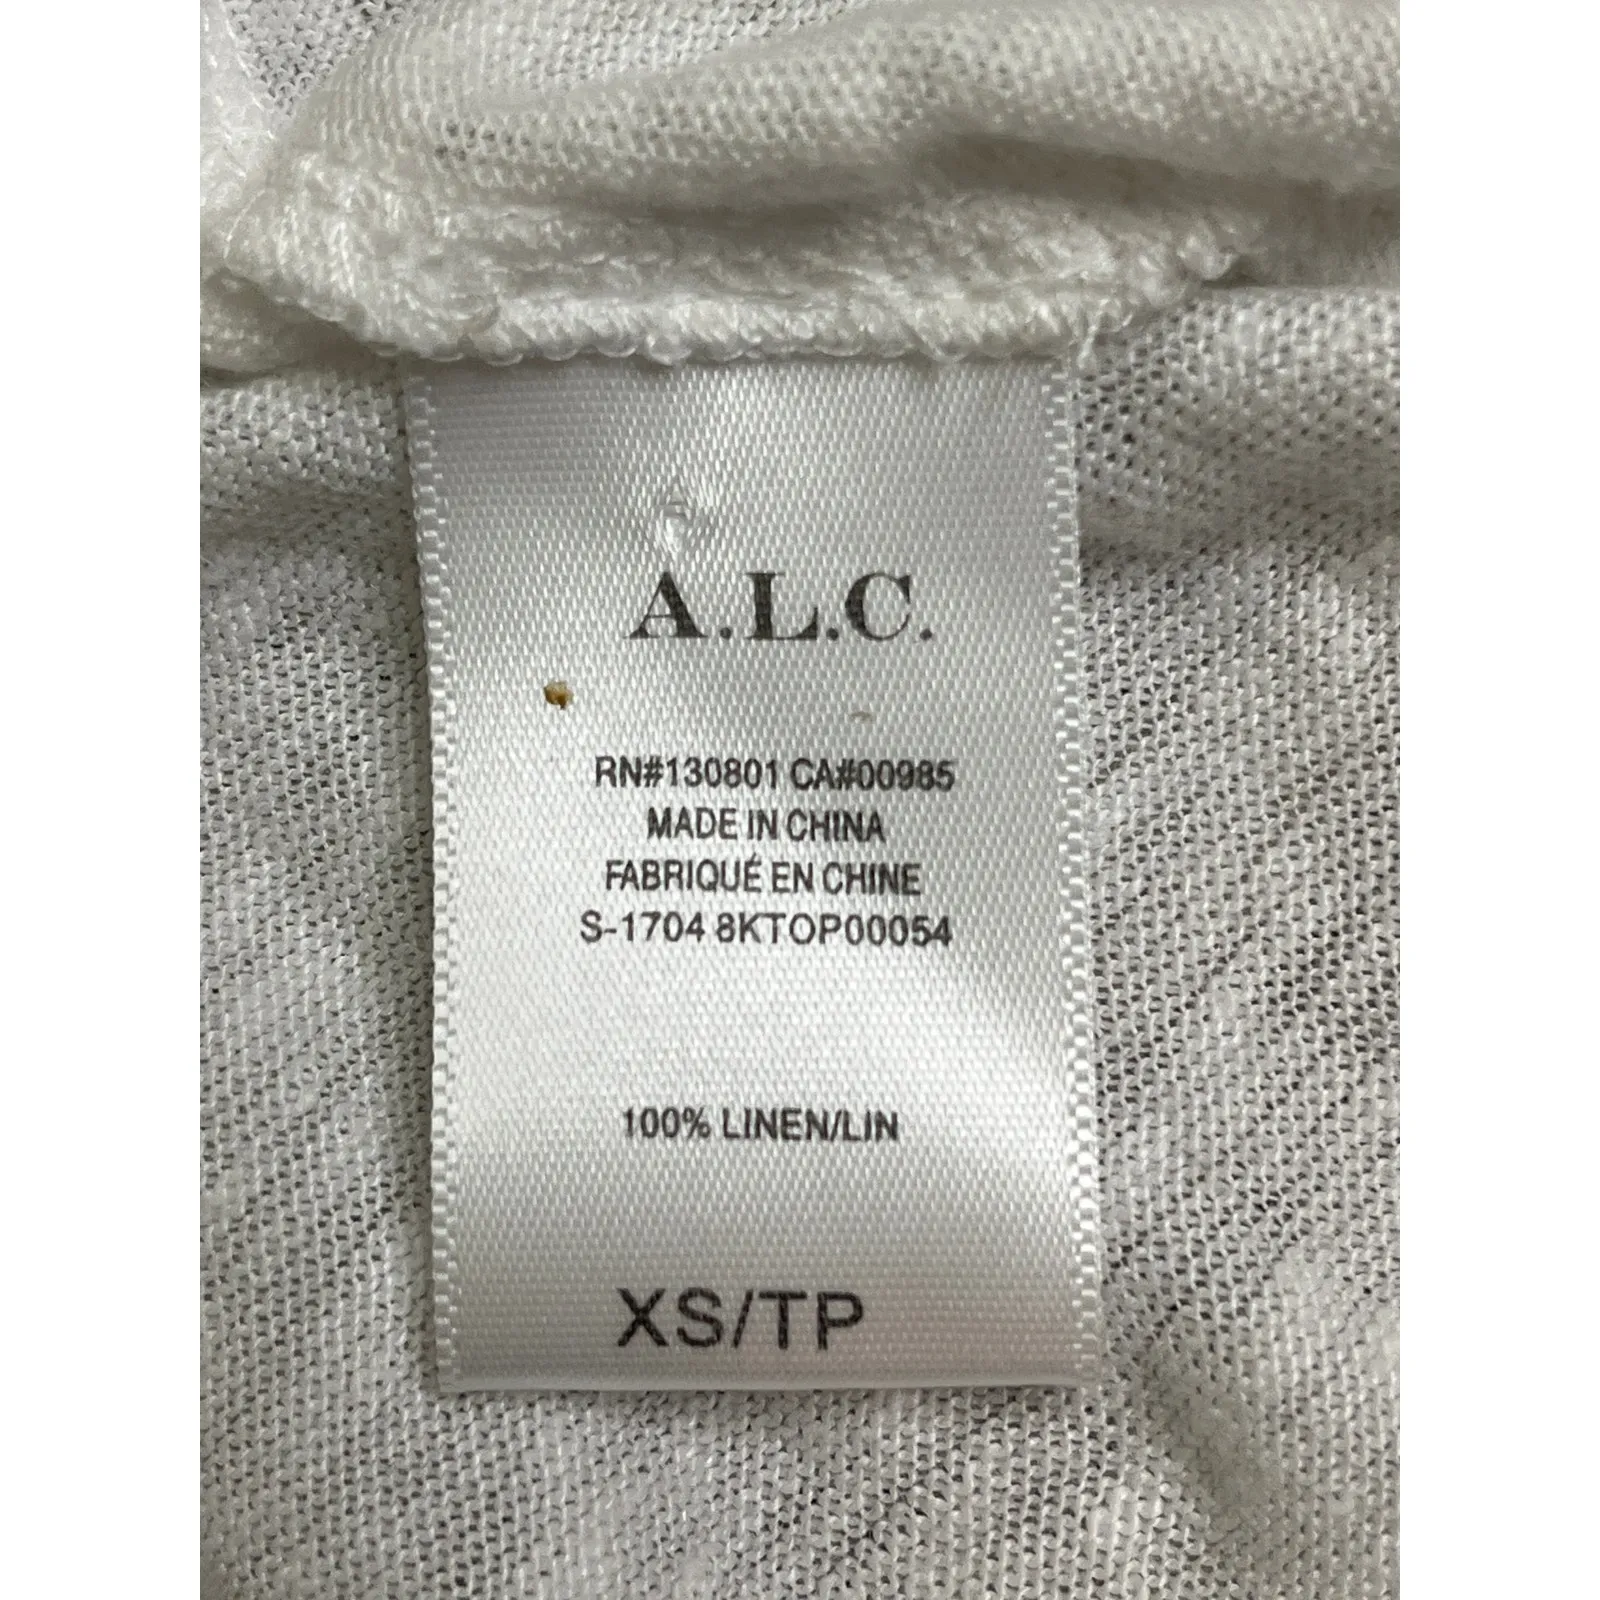 A.L.C.
RN#130801 CA#00985
MADE IN CHINA
FABRIQUÉ EN CHINE
S-1704 8KTOP00054
100% LINEN/LIN
XS/TP